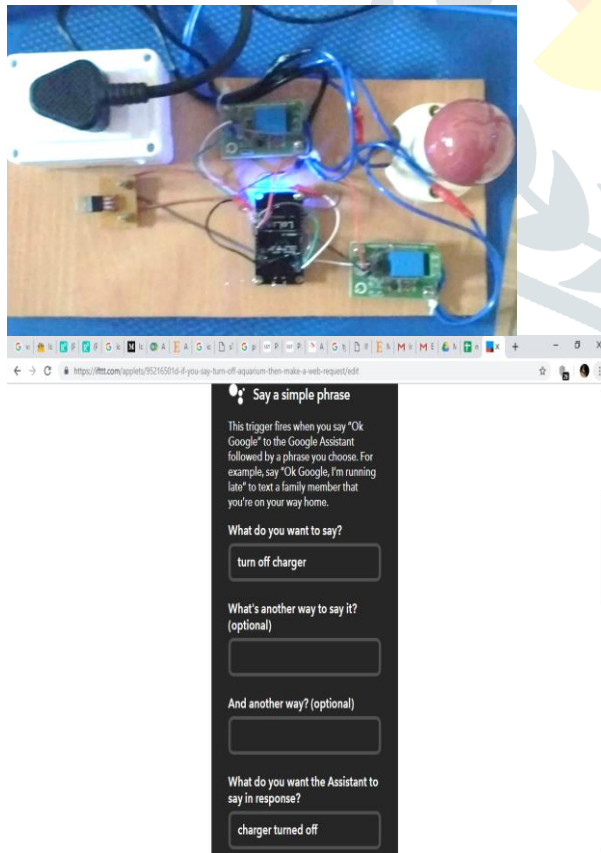 https://ifttt.com/applets/95216501d-if-you-say-turn-off-aquarium-then-make-a-web-request/edit
Say a simple phrase
This trigger fires when you say "Ok
Google" to the Google Assistant
followed by a phrase you choose. For
example, say "Ok Google, I'm running
late" to text a family member that
you're on your way home.
What do you want to say?
turn off charger
What's another way to say it?
(optional)
And another way? (optional)
What do you want the Assistant to
say in response?
charger turned off